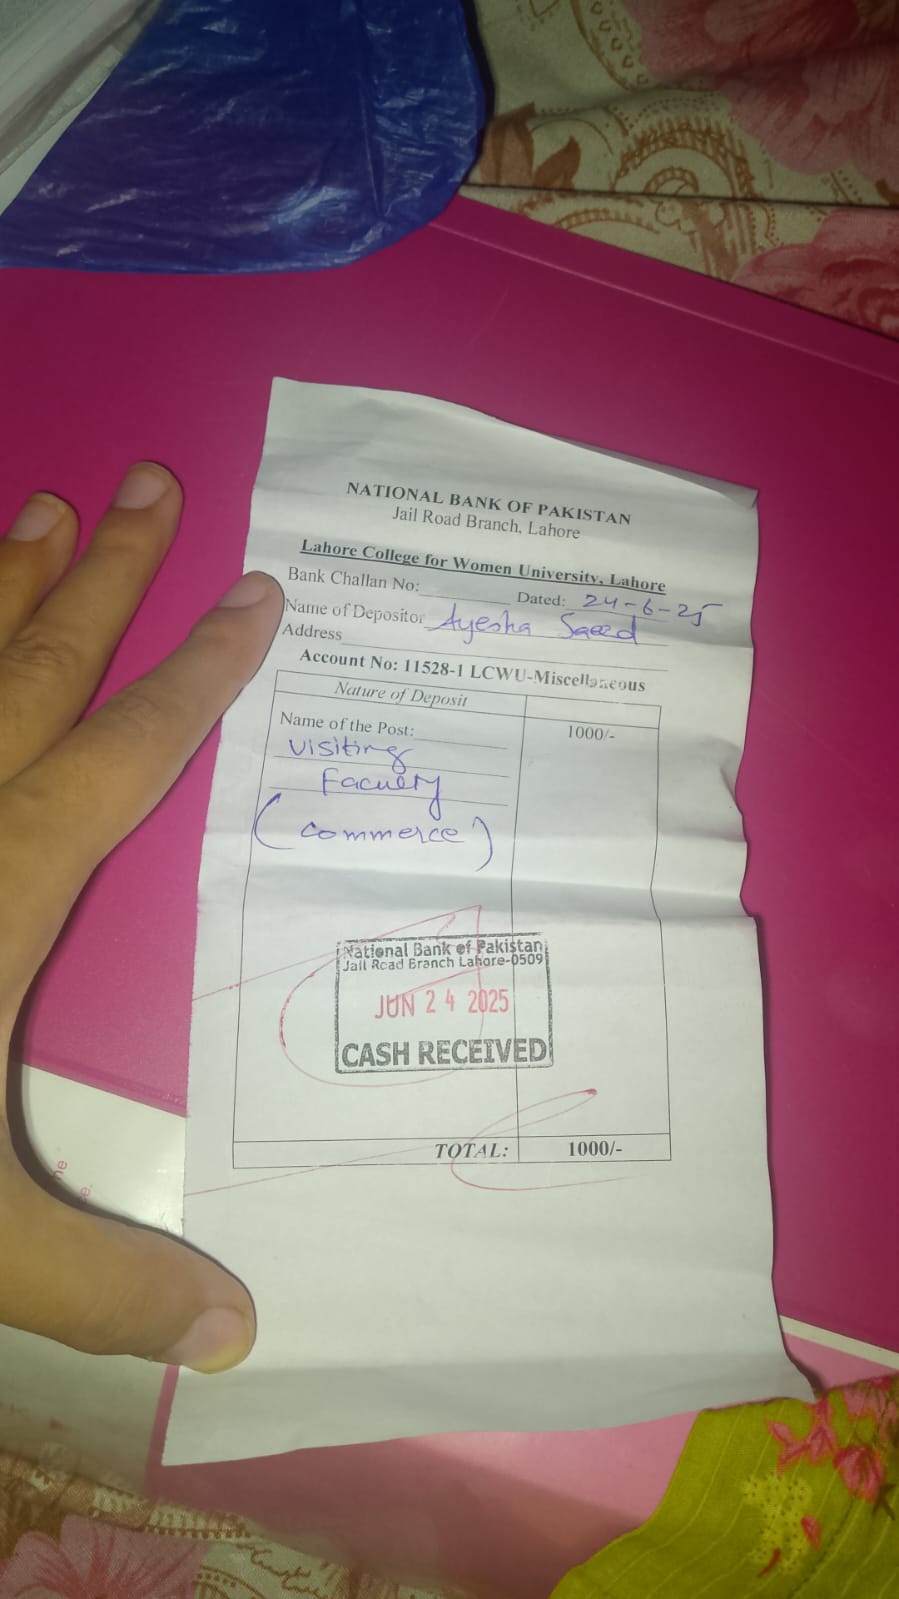 NATIONAL BANK OF PAKISTAN
Jail Road Branch, Lahore
Lahore College for Women University, Lahore
Bank Challan No: Dated: 24-6-25
Name of Depositor Ayesha Saeed
Address
Account No: 11528-1 LCWU-Miscellaneous
Nature of Deposit
Name of the Post: 1000/-
Visiting
Faculty
(Commerce)
National Bank of Pakistan
Jail Road Branch Lahore-0509
JUN 24 2025
CASH RECEIVED
TOTAL: 1000/-